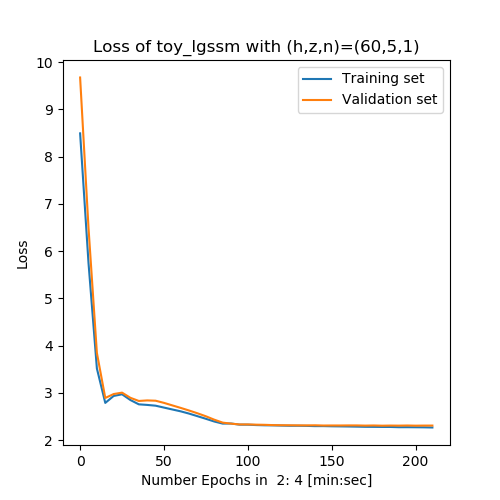 Loss of toy_lgssm with (h,z,n)=(60,5,1)
Training set
Validation set
10
9
8
7
6
5
4
3
2
Loss
0 50 100 150 200
Number Epochs in  2: 4 [min:sec]